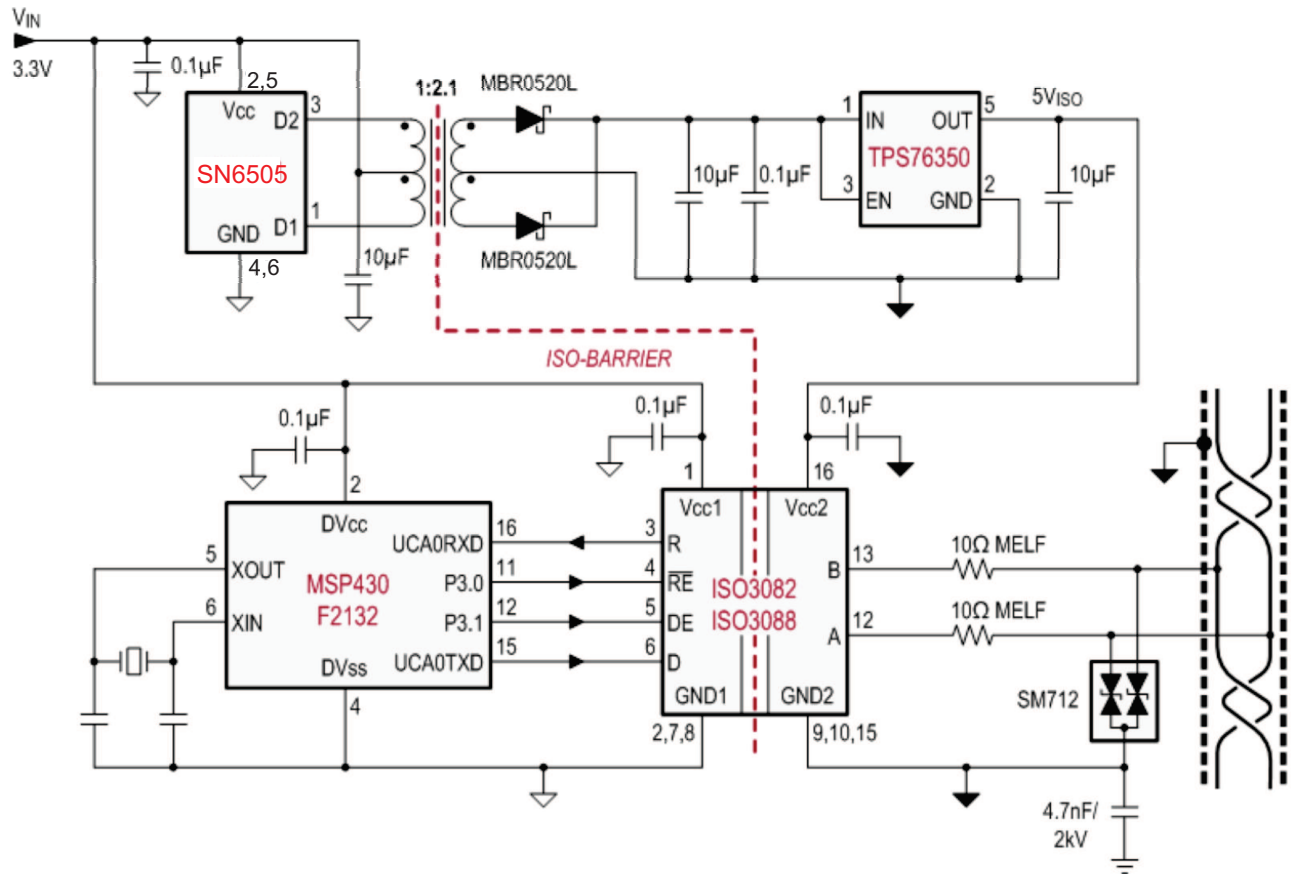 VIN
3.3V
0.1µF
2,5
Vcc
D2
3
SN6505
D1
1
GND
4,6
10µF
1:2.1
MBR0520L
MBR0520L
10µF
0.1µF
1
IN
OUT
5
TPS76350
3
EN
GND
2
5VISO
10µF
ISO-BARRIER
0.1µF
0.1µF
0.1µF
2
DVcc
5
XOUT
6
XIN
MSP430
F2132
UCA0RXD
16
P3.0
11
P3.1
12
UCA0TXD
15
DVss
4
1
Vcc1
3
R
4
RE
5
DE
6
D
GND1
2,7,8
16
Vcc2
ISO3082
ISO3088
B
13
A
12
GND2
9,10,15
10Ω MELF
10Ω MELF
SM712
4.7nF/
2kV